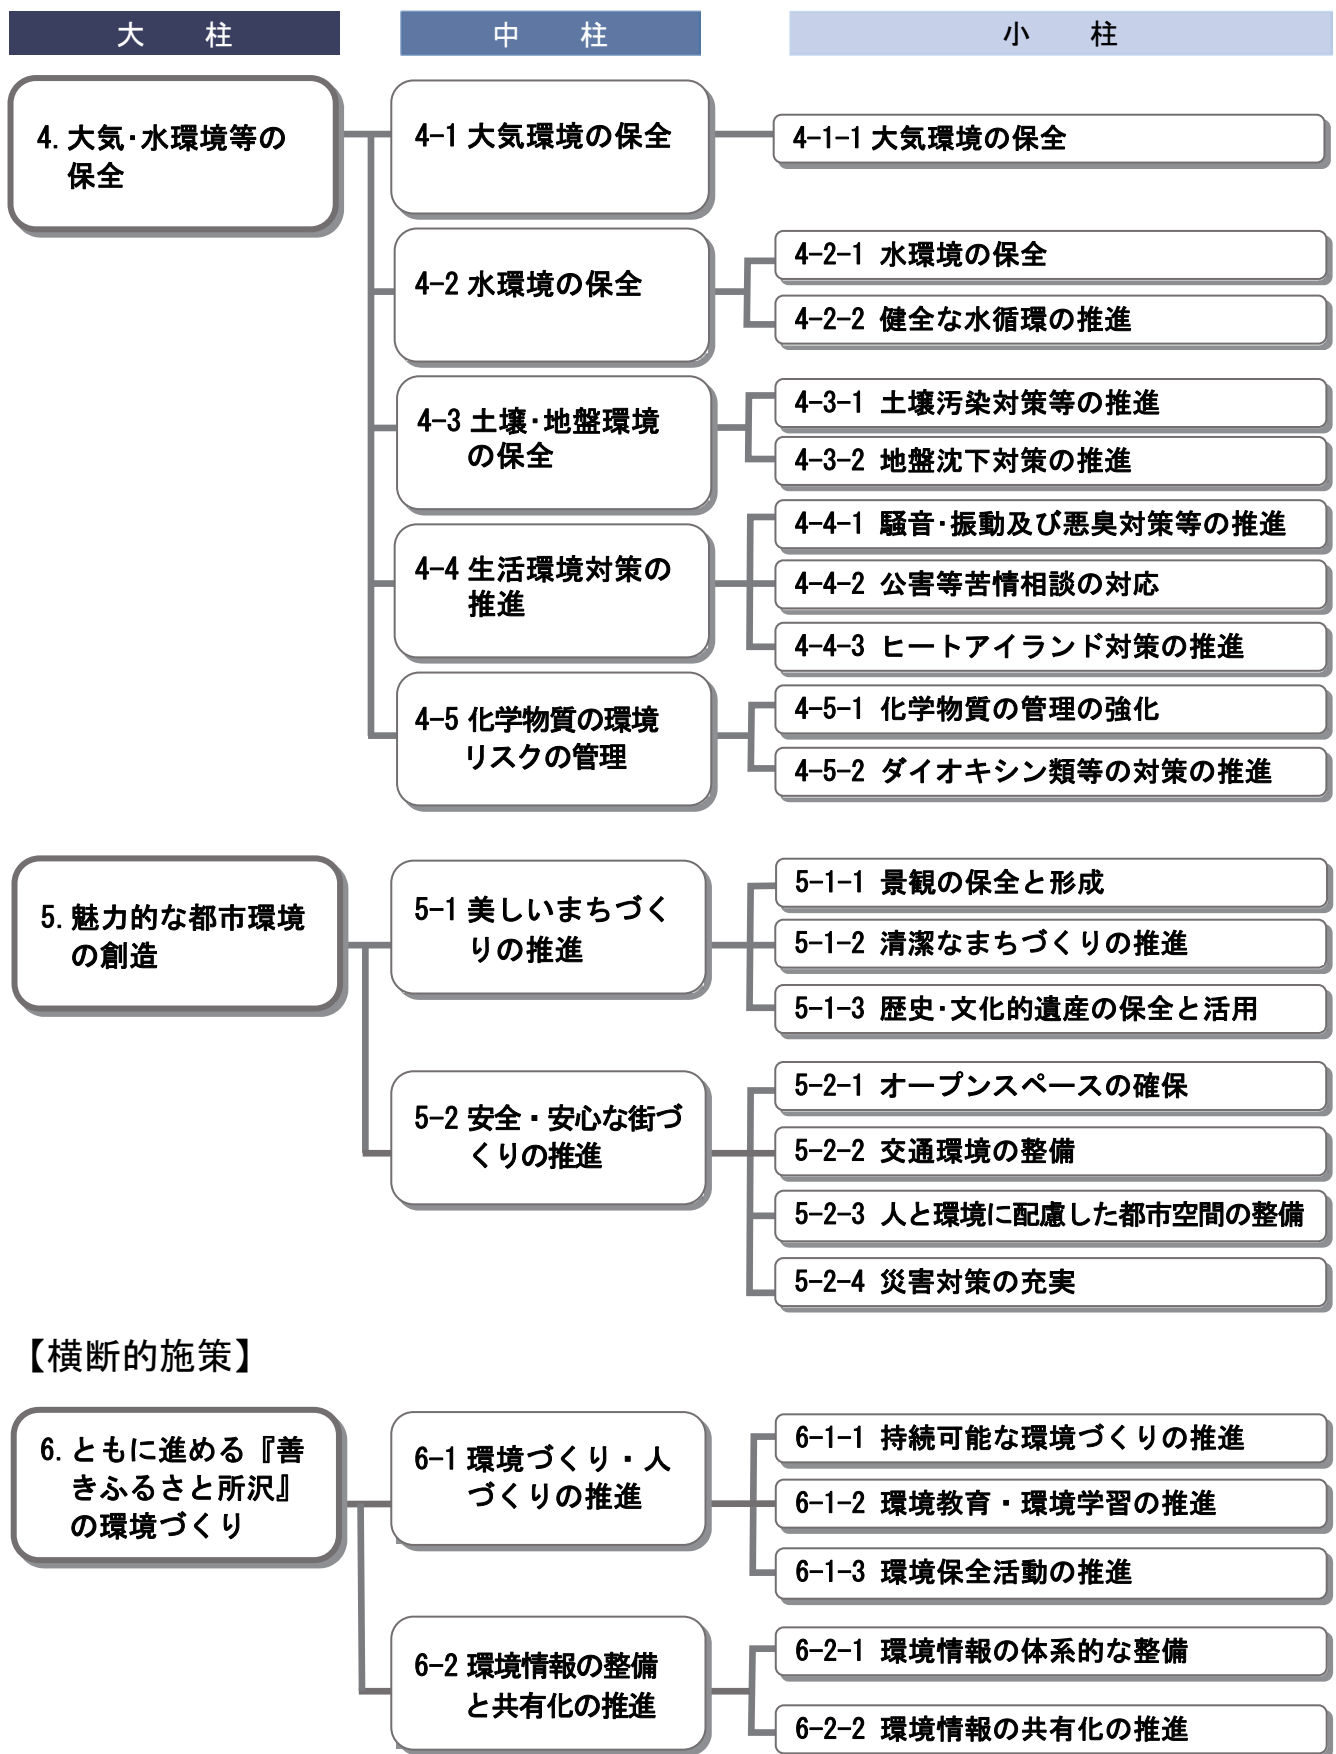 大　柱
中　柱
小　柱
4. 大気･水環境等の
保全
4-1 大気環境の保全
4-1-1 大気環境の保全
4-2 水環境の保全
4-2-1 水環境の保全
4-2-2 健全な水循環の推進
4-3 土壌･地盤環境
の保全
4-3-1 土壌汚染対策等の推進
4-3-2 地盤沈下対策の推進
4-4 生活環境対策の
推進
4-4-1 騒音･振動及び悪臭対策等の推進
4-4-2 公害等苦情相談の対応
4-4-3 ヒートアイランド対策の推進
4-5 化学物質の環境
リスクの管理
4-5-1 化学物質の管理の強化
4-5-2 ダイオキシン類等の対策の推進
5. 魅力的な都市環境
の創造
5-1 美しいまちづく
りの推進
5-1-1 景観の保全と形成
5-1-2 清潔なまちづくりの推進
5-1-3 歴史･文化的遺産の保全と活用
5-2 安全・安心な街づ
くりの推進
5-2-1 オープンスペースの確保
5-2-2 交通環境の整備
5-2-3 人と環境に配慮した都市空間の整備
5-2-4 災害対策の充実
【横断的施策】
6. ともに進める『善
きふるさと所沢』
の環境づくり
6-1 環境づくり・人
づくりの推進
6-1-1 持続可能な環境づくりの推進
6-1-2 環境教育・環境学習の推進
6-1-3 環境保全活動の推進
6-2 環境情報の整備
と共有化の推進
6-2-1 環境情報の体系的な整備
6-2-2 環境情報の共有化の推進